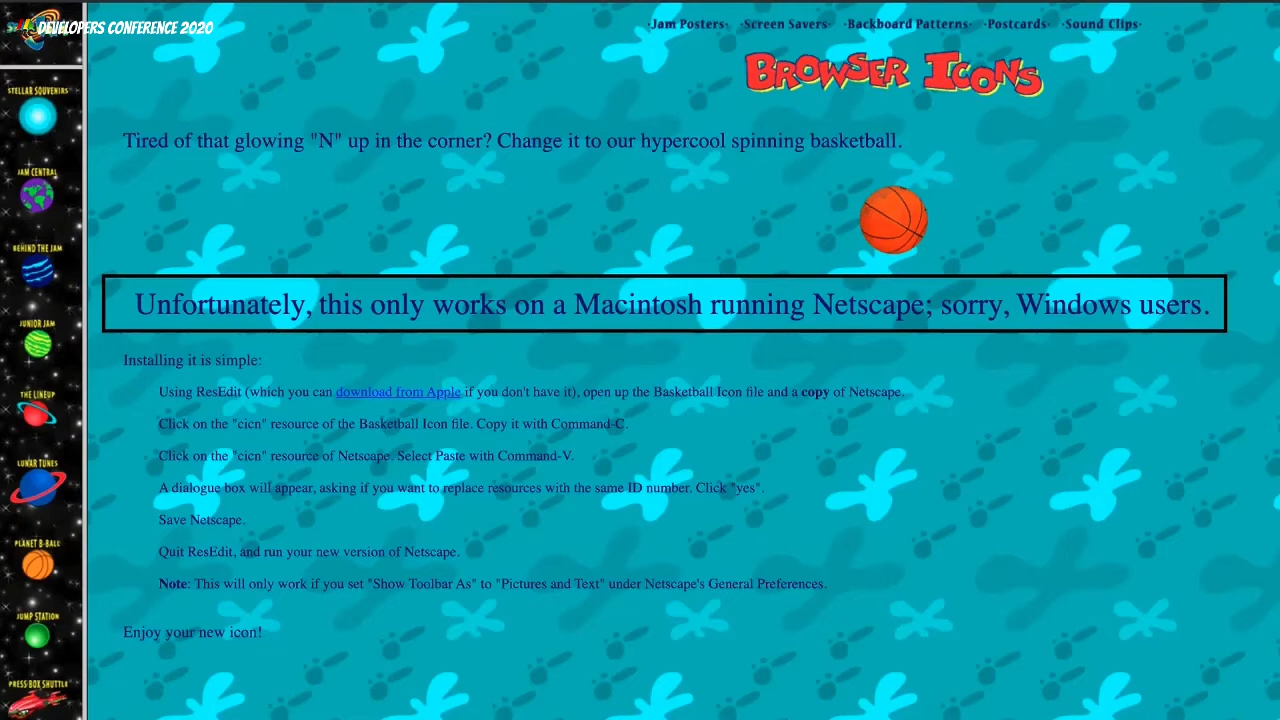 DEVELOPERS CONFERENCE 2020
·Jam Posters· ·Screen Savers· ·Backboard Patterns· ·Postcards· ·Sound Clips·
BROWSER ICONS
STELLAR SOUVENIRS
JAM CENTRAL
BEHIND THE JAM
JUNIOR JAM
THE LINEUP
LUNAR TUNES
PLANET B-BALL
JUMP STATION
PRESS BOX SHUTTLE
Tired of that glowing "N" up in the corner? Change it to our hypercool spinning basketball.
Unfortunately, this only works on a Macintosh running Netscape; sorry, Windows users.
Installing it is simple:
Using ResEdit (which you can download from Apple if you don't have it), open up the Basketball Icon file and a copy of Netscape.
Click on the "cicn" resource of the Basketball Icon file. Copy it with Command-C.
Click on the "cicn" resource of Netscape. Select Paste with Command-V.
A dialogue box will appear, asking if you want to replace resources with the same ID number. Click "yes".
Save Netscape.
Quit ResEdit, and run your new version of Netscape.
Note: This will only work if you set "Show Toolbar As" to "Pictures and Text" under Netscape's General Preferences.
Enjoy your new icon!